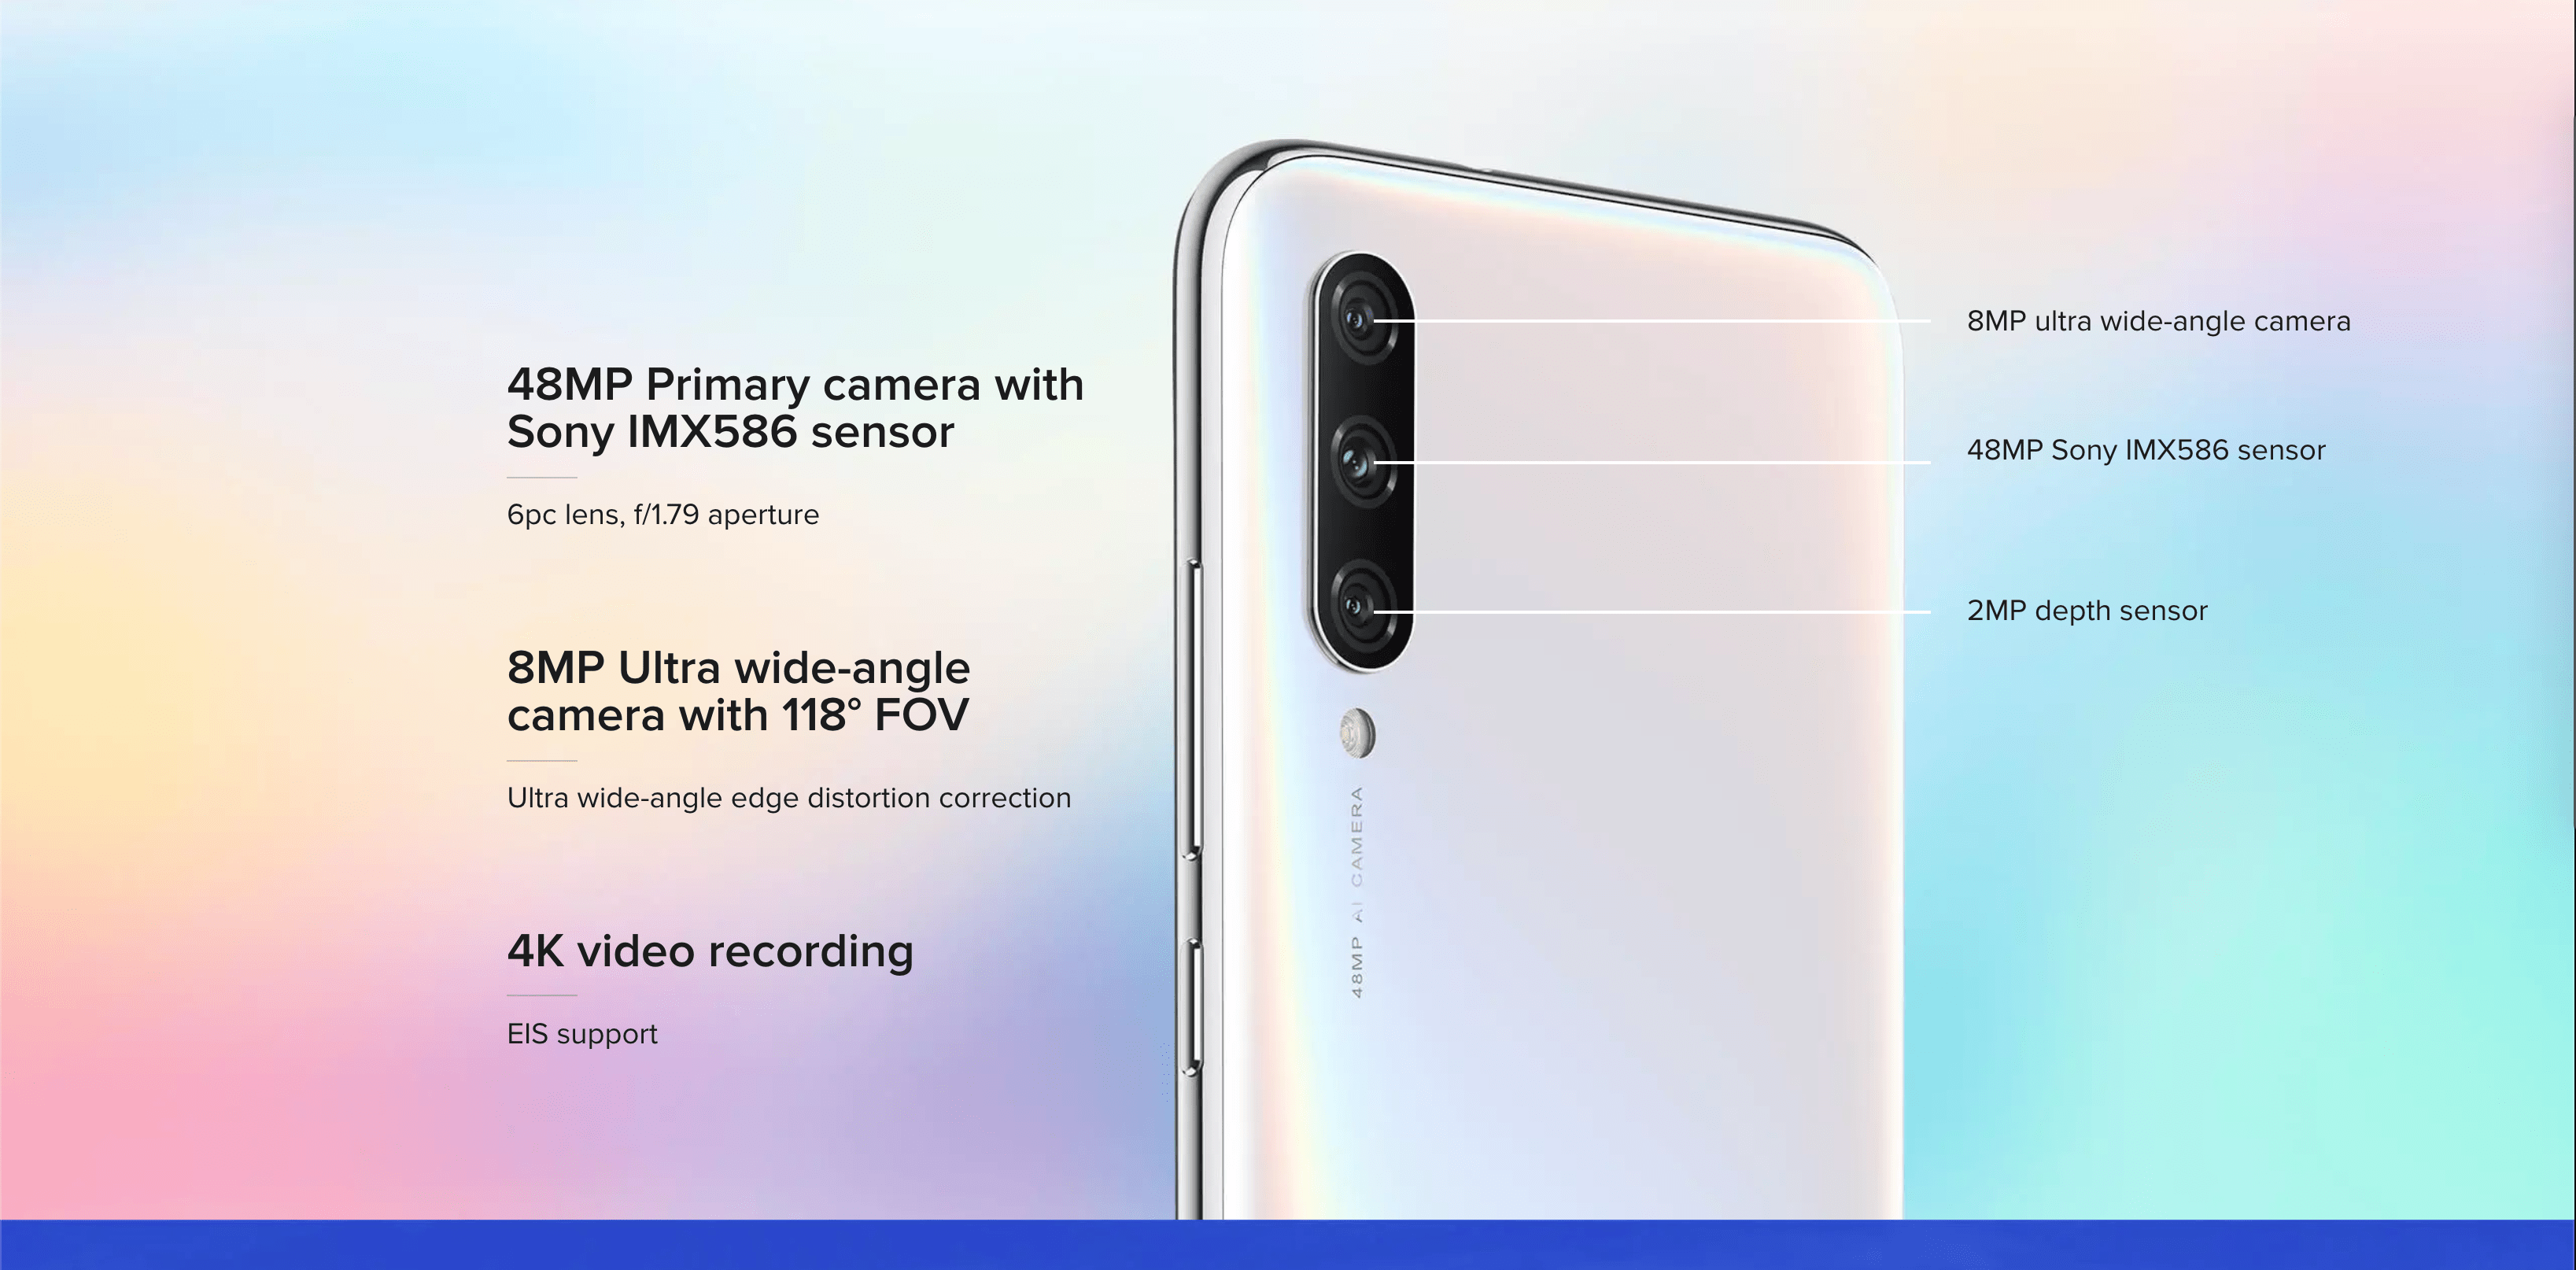 48MP Primary camera with
Sony IMX586 sensor
6pc lens, f/1.79 aperture
8MP Ultra wide-angle
camera with 118° FOV
Ultra wide-angle edge distortion correction
4K video recording
EIS support
48MP AI CAMERA
8MP ultra wide-angle camera
48MP Sony IMX586 sensor
2MP depth sensor